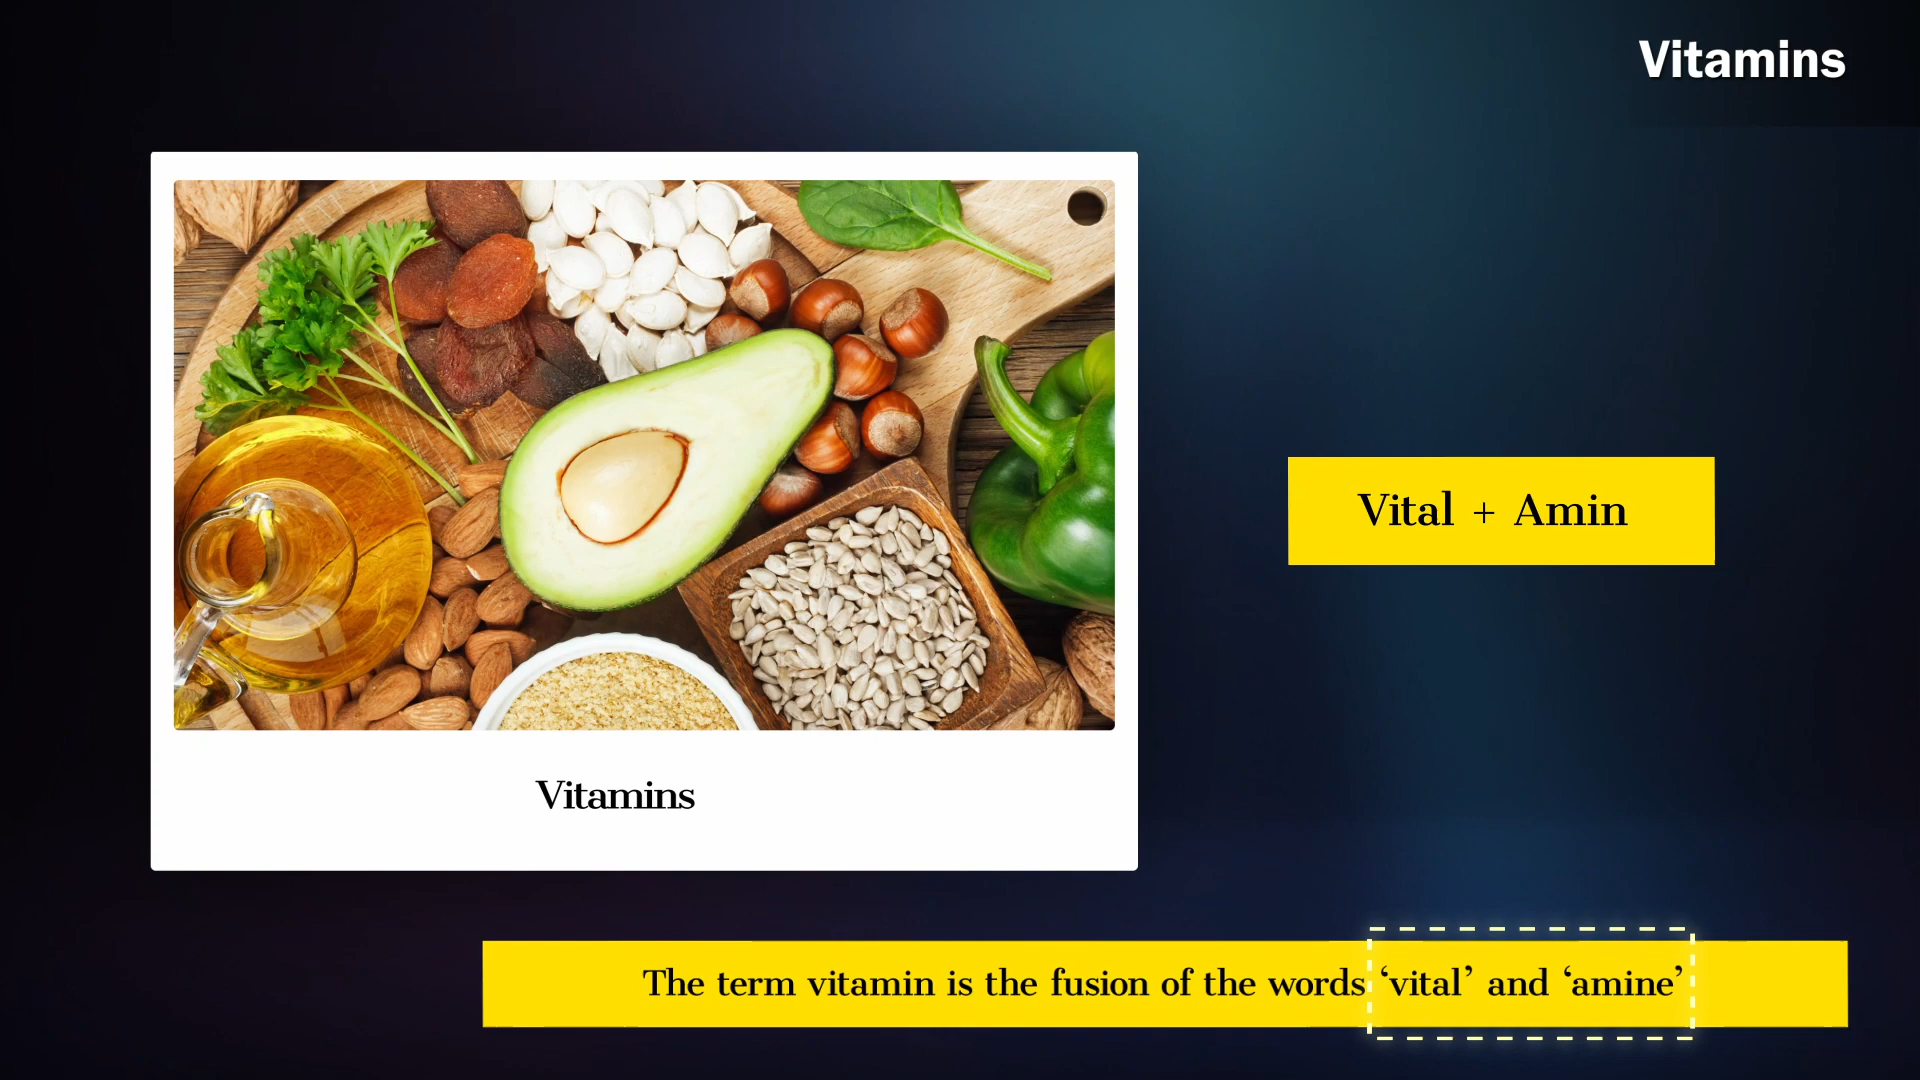 Vitamins
Vital + Amin
Vitamins
The term vitamin is the fusion of the words ‘vital’ and ‘amine’